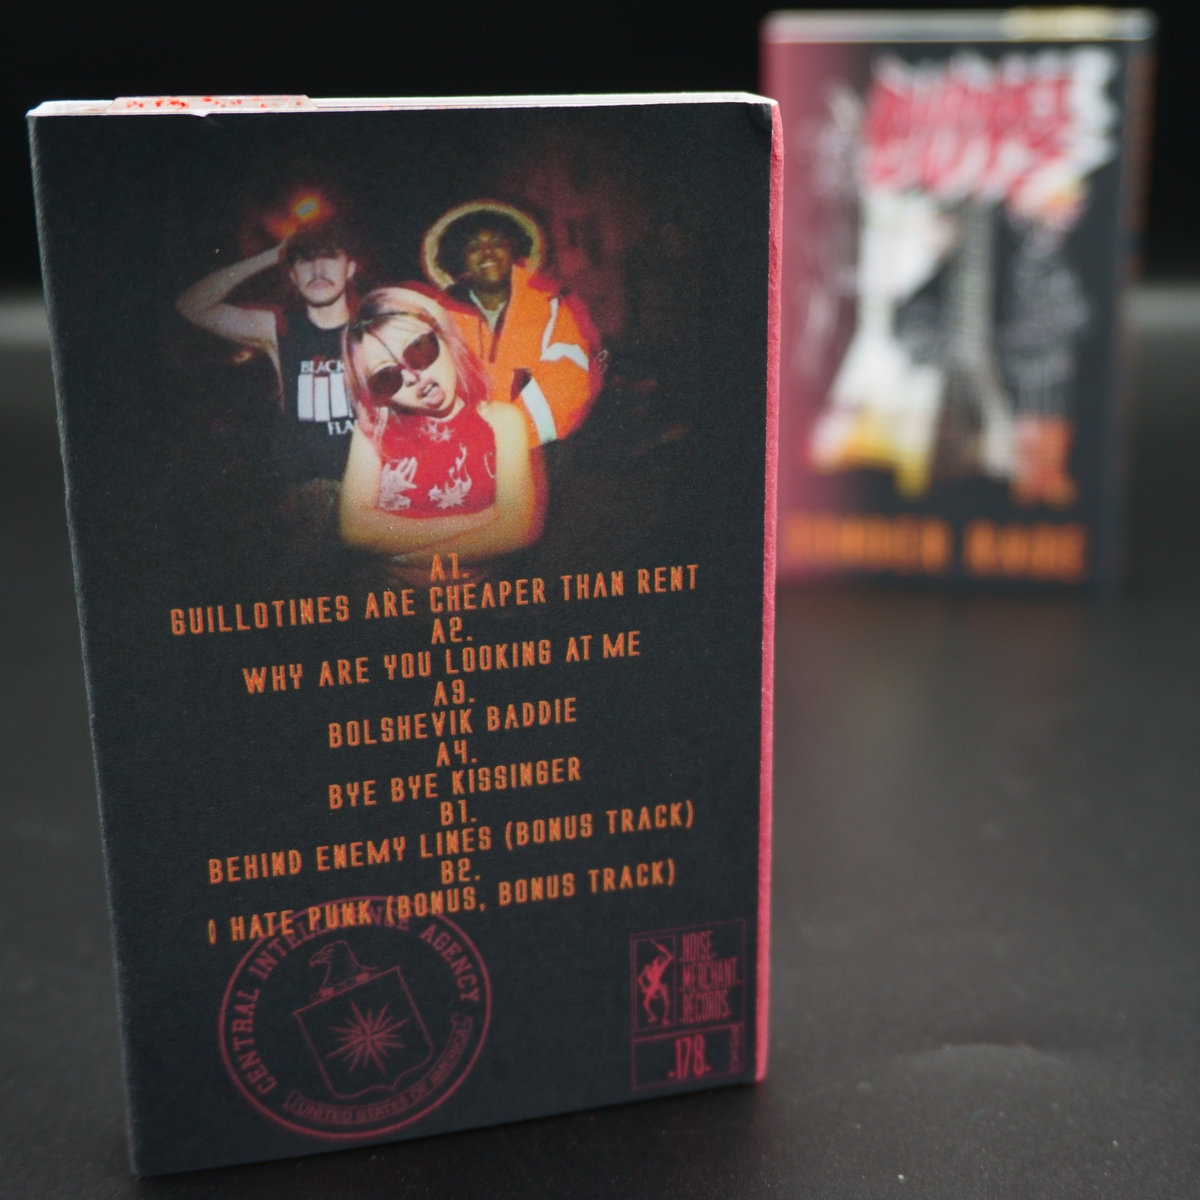 BLACK
FLA
A1.
GUILLOTINES ARE CHEAPER THAN RENT
A2.
WHY ARE YOU LOOKING AT ME
A3.
BOLSHEVIK BADDIE
A4.
BYE BYE KISSINGER
B1.
BEHIND ENEMY LINES (BONUS TRACK)
B2.
I HATE PUNK (BONUS, BONUS TRACK)
CENTRAL INTELLIGENCE AGENCY
UNITED STATES OF AMERICA
.NOISE.
.MERCHANT.
.RECORDS.
.178.